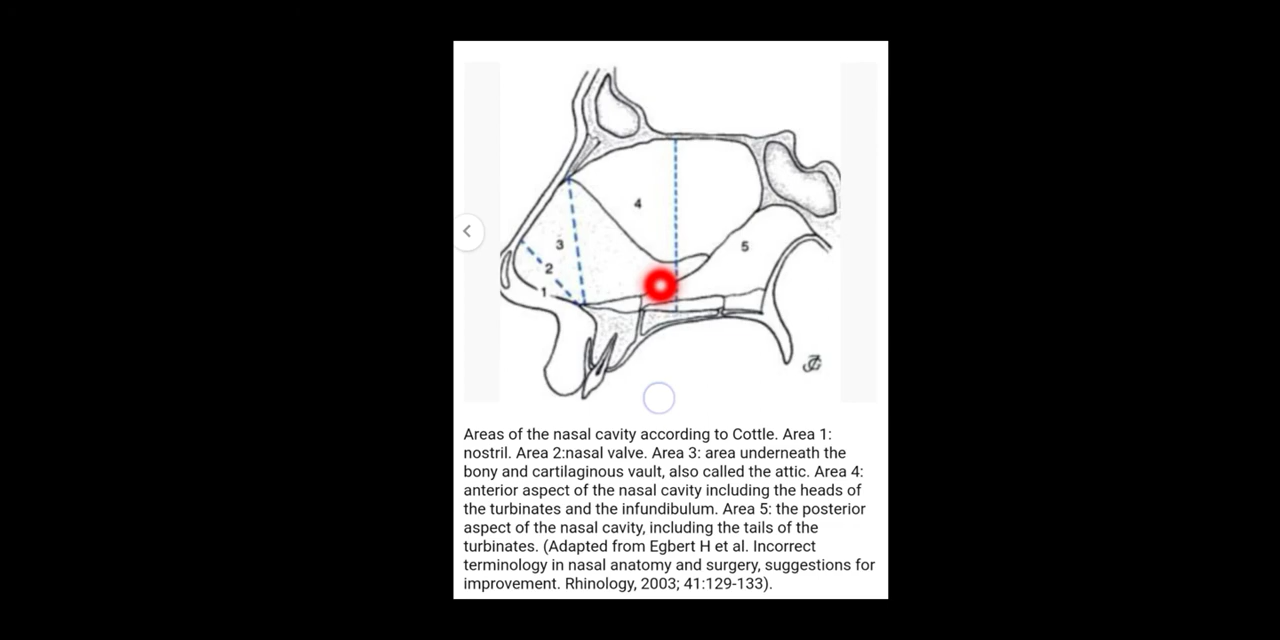 4
3
5
2
1
Areas of the nasal cavity according to Cottle. Area 1:
nostril. Area 2:nasal valve. Area 3: area underneath the
bony and cartilaginous vault, also called the attic. Area 4:
anterior aspect of the nasal cavity including the heads of
the turbinates and the infundibulum. Area 5: the posterior
aspect of the nasal cavity, including the tails of the
turbinates. (Adapted from Egbert H et al. Incorrect
terminology in nasal anatomy and surgery, suggestions for
improvement. Rhinology, 2003; 41:129-133).